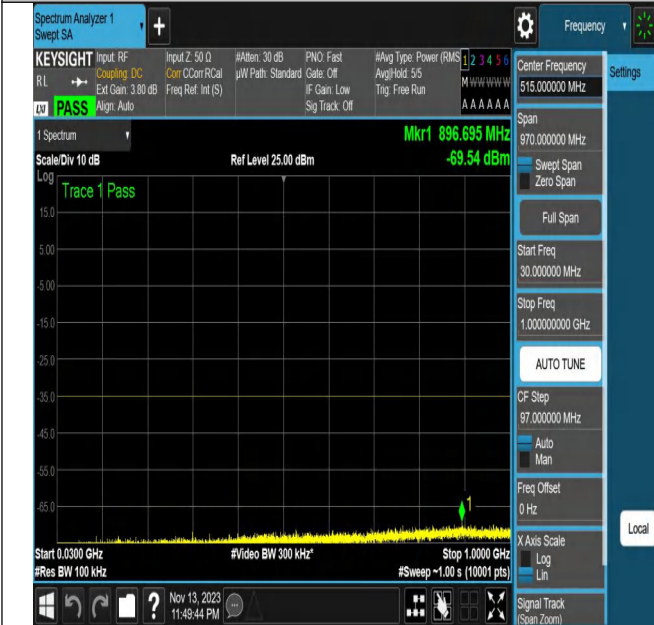 Spectrum Analyzer 1
Swept SA
+
Frequency
KEYSIGHT
RL
LXI
PASS
Input: RF
Coupling: DC
Ext Gain: 3.80 dB
Align: Auto
Input Z: 50 Ω
Corr CCorr RCal
Freq Ref: Int (S)
#Atten: 30 dB
µW Path: Standard
PNO: Fast
Gate: Off
IF Gain: Low
Sig Track: Off
#Avg Type: Power (RMS
Avg|Hold: 5/5
Trig: Free Run
1 2 3 4 5 6
M W W W W W
A A A A A A
1 Spectrum
Mkr1 896.695 MHz
Scale/Div 10 dB
Ref Level 25.00 dBm
-69.54 dBm
Log
Trace 1 Pass
15.0
5.00
-5.00
-15.0
-25.0
-35.0
-45.0
-55.0
-65.0
1
Start 0.0300 GHz
#Video BW 300 kHz*
Stop 1.0000 GHz
#Res BW 100 kHz
#Sweep ~1.00 s (10001 pts)
?
Nov 13, 2023
11:49:44 PM
Center Frequency
515.000000 MHz
Span
970.000000 MHz
Swept Span
Zero Span
Full Span
Start Freq
30.000000 MHz
Stop Freq
1.000000000 GHz
AUTO TUNE
CF Step
97.000000 MHz
Auto
Man
Freq Offset
0 Hz
X Axis Scale
Log
Lin
Signal Track
(Span Zoom)
Settings
Local